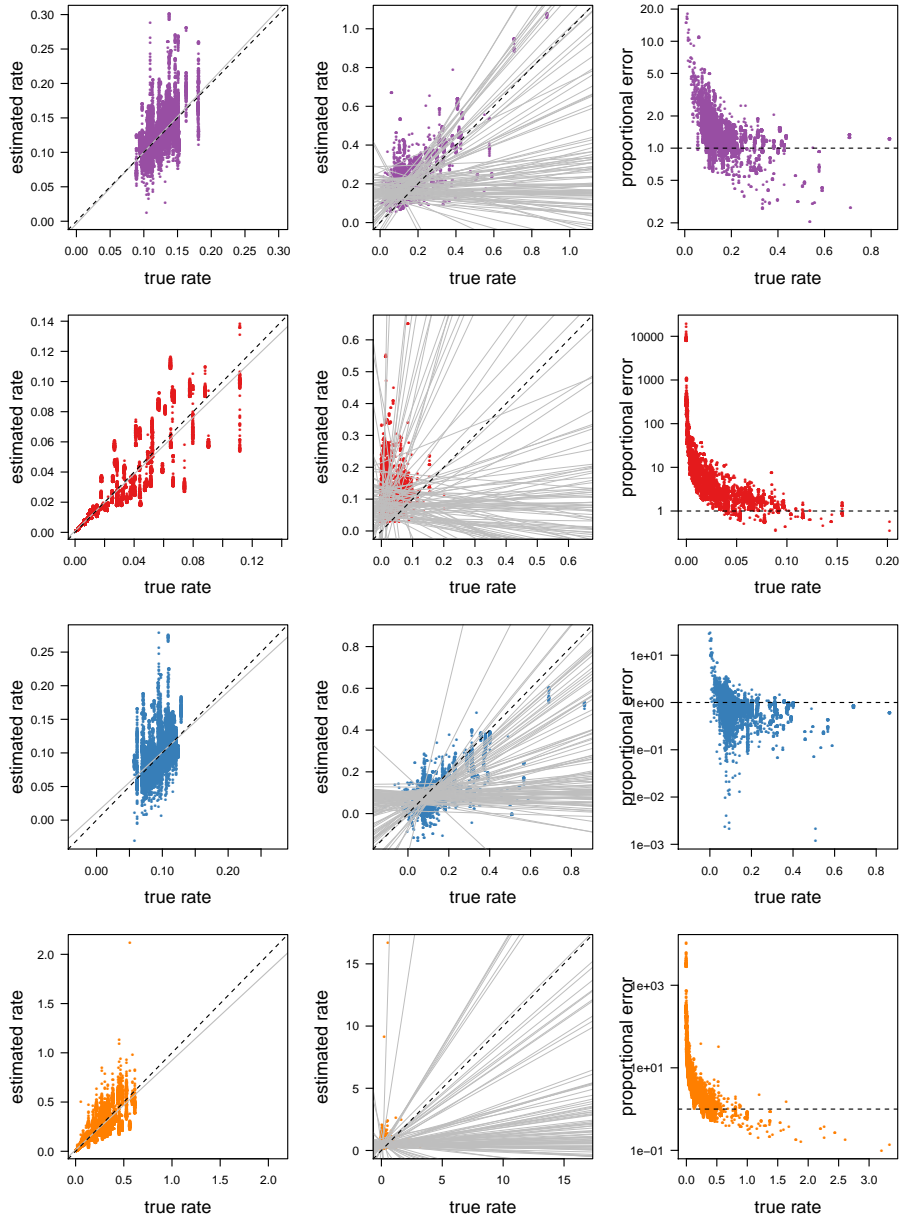 estimated rate
0.30
0.25
0.20
0.15
0.10
0.05
0.00
0.00 0.05 0.10 0.15 0.20 0.25 0.30
true rate
estimated rate
1.0
0.8
0.6
0.4
0.2
0.0
0.0 0.2 0.4 0.6 0.8 1.0
true rate
proportional error
20.0
10.0
5.0
2.0
1.0
0.5
0.2
0.0 0.2 0.4 0.6 0.8
true rate
estimated rate
0.14
0.12
0.10
0.08
0.06
0.04
0.02
0.00
0.00 0.02 0.04 0.06 0.08 0.10 0.12
true rate
estimated rate
0.6
0.5
0.4
0.3
0.2
0.1
0.0
0.0 0.1 0.2 0.3 0.4 0.5 0.6
true rate
proportional error
10000
1000
100
10
1
0.00 0.05 0.10 0.15 0.20
true rate
estimated rate
0.25
0.20
0.15
0.10
0.05
0.00
0.00 0.10 0.20
true rate
estimated rate
0.8
0.6
0.4
0.2
0.0
0.0 0.2 0.4 0.6 0.8
true rate
proportional error
1e+01
1e+00
1e−01
1e−02
1e−03
0.0 0.2 0.4 0.6 0.8
true rate
estimated rate
2.0
1.5
1.0
0.5
0.0
0.0 0.5 1.0 1.5 2.0
true rate
estimated rate
15
10
5
0
0 5 10 15
true rate
proportional error
1e+03
1e+01
1e−01
0.0 0.5 1.0 1.5 2.0 2.5 3.0
true rate